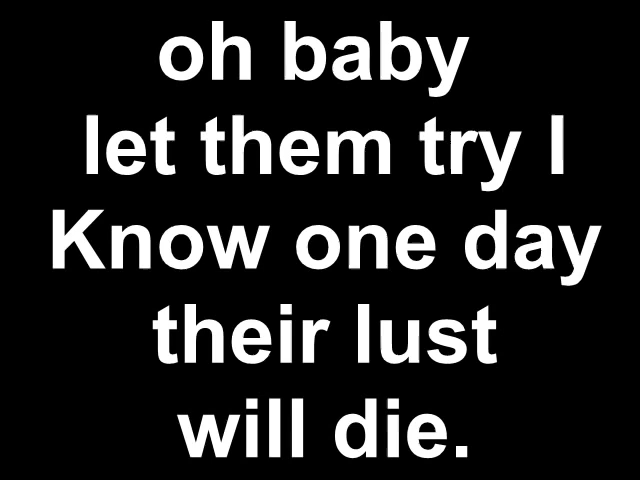 oh baby
let them try I
Know one day
their lust
will die.